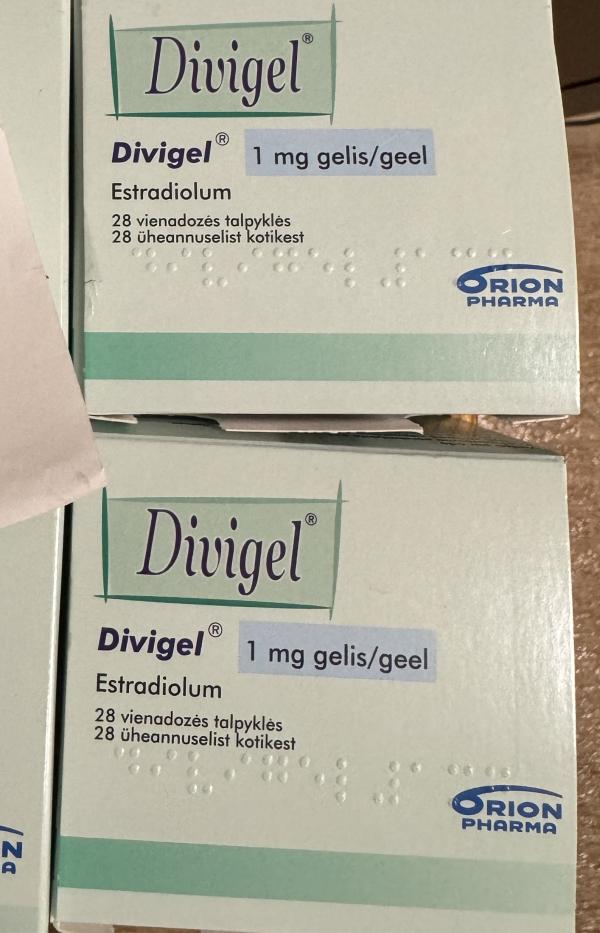 Divigel®
Divigel® 1 mg gelis/geel
Estradiolum
28 vienadozės talpyklės
28 üheannuselist kotikest
ORION
PHARMA
Divigel®
Divigel® 1 mg gelis/geel
Estradiolum
28 vienadozės talpyklės
28 üheannuselist kotikest
ORION
PHARMA
N
A